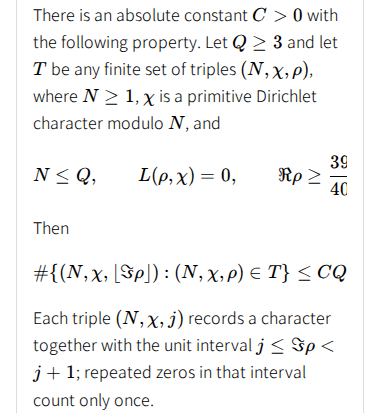 There is an absolute constant C > 0 with
the following property. Let Q ≥ 3 and let
T be any finite set of triples (N, χ, ρ),
where N ≥ 1, χ is a primitive Dirichlet
character modulo N, and
N ≤ Q, L(ρ, χ) = 0, ℜρ ≥ 39/40
Then
#{(N, χ, ⌊ℑρ⌋) : (N, χ, ρ) ∈ T} ≤ CQ
Each triple (N, χ, j) records a character
together with the unit interval j ≤ ℑρ <
j + 1; repeated zeros in that interval
count only once.